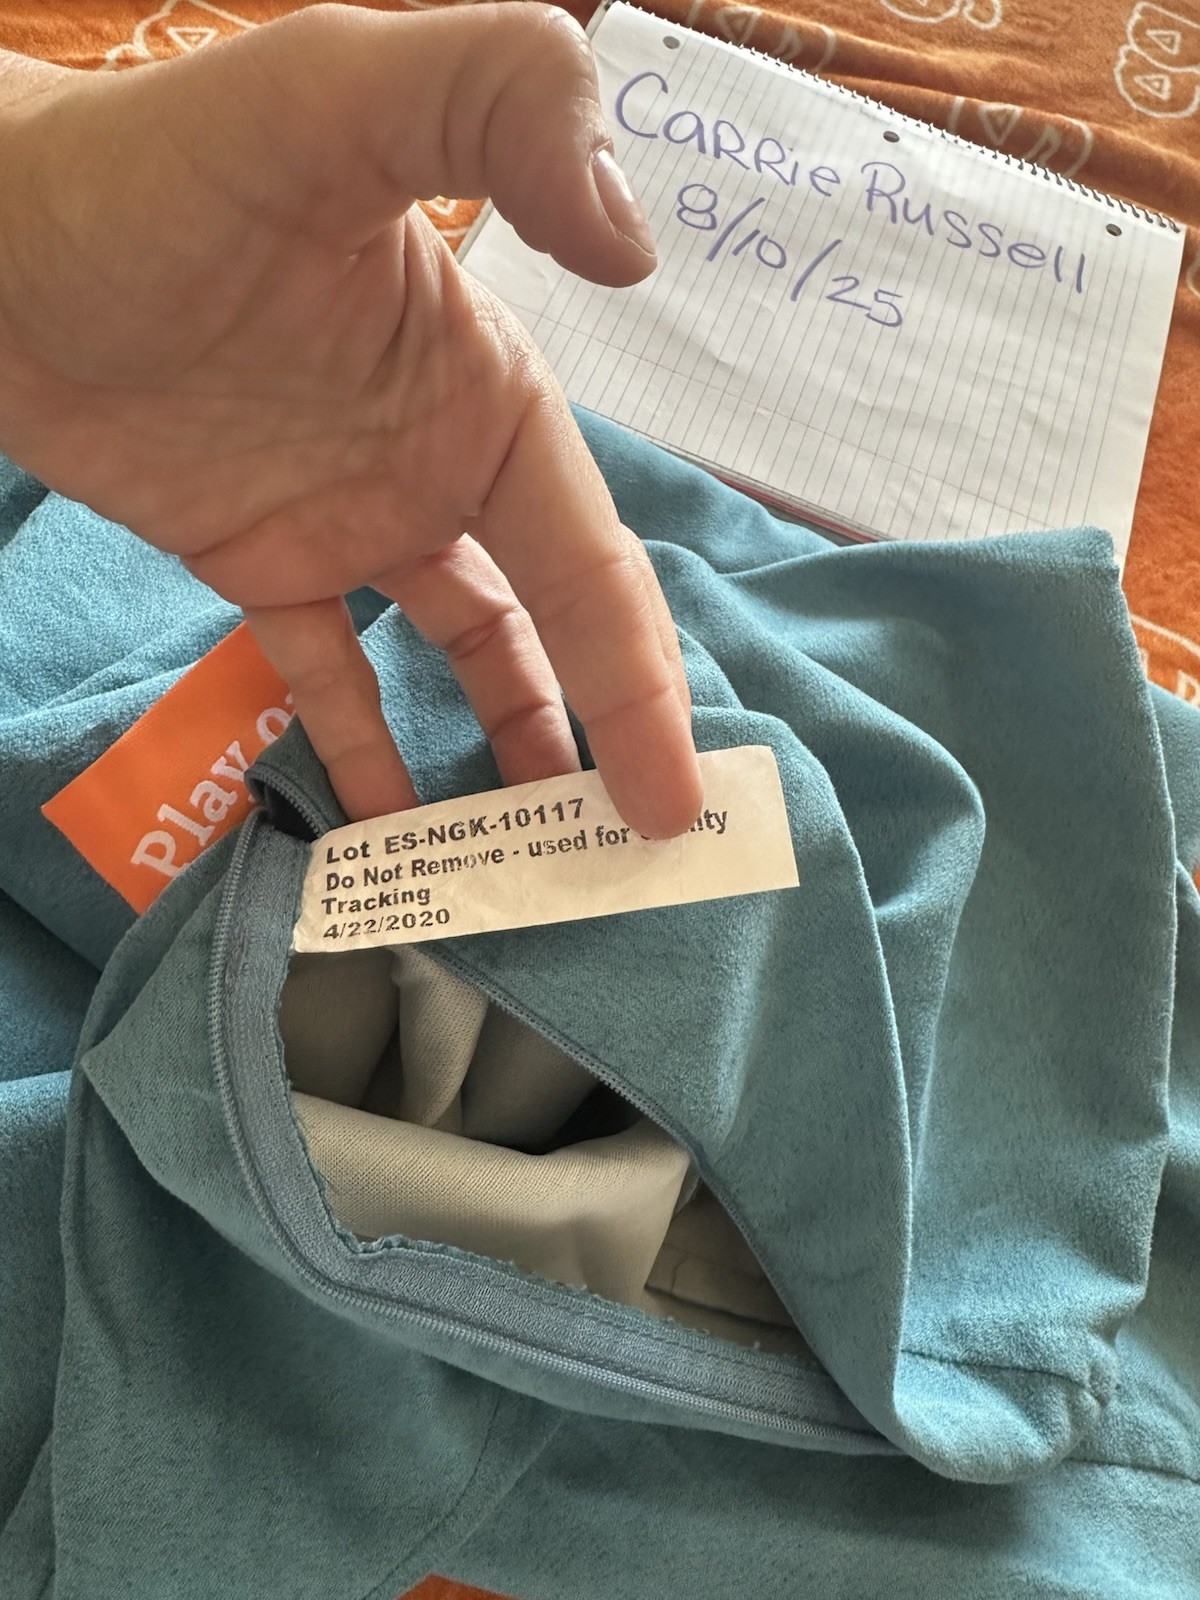 Carrie Russell
8/10/25
Play on
Lot ES-NGK-10117
Do Not Remove - used for
Tracking
4/22/2020